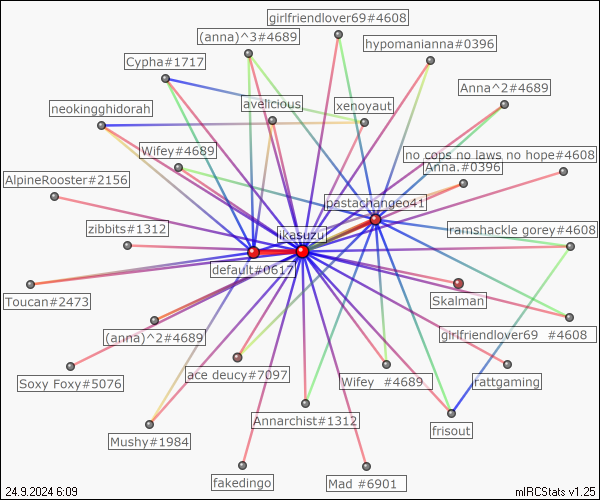 girlfriendlover69#4608
(anna)^3#4689
hypomanianna#0396
Cypha#1717
Anna^2#4689
neokingghidorah
avelicious
xenoyaut
Wifey#4689
no cops no laws no hope#4608
Anna.#0396
AlpineRooster#2156
pastachangeo41
zibbits#1312
ikasuzu
ramshackle gorey#4608
default#0617
Toucan#2473
Skalman
(anna)^2#4689
girlfriendlover69 #4608
Soxy Foxy#5076
ace deucy#7097
Wifey #4689
rattgaming
Annarchist#1312
frisout
Mushy#1984
fakedingo
Mad #6901
24.9.2024 6:09
mIRCStats v1.25